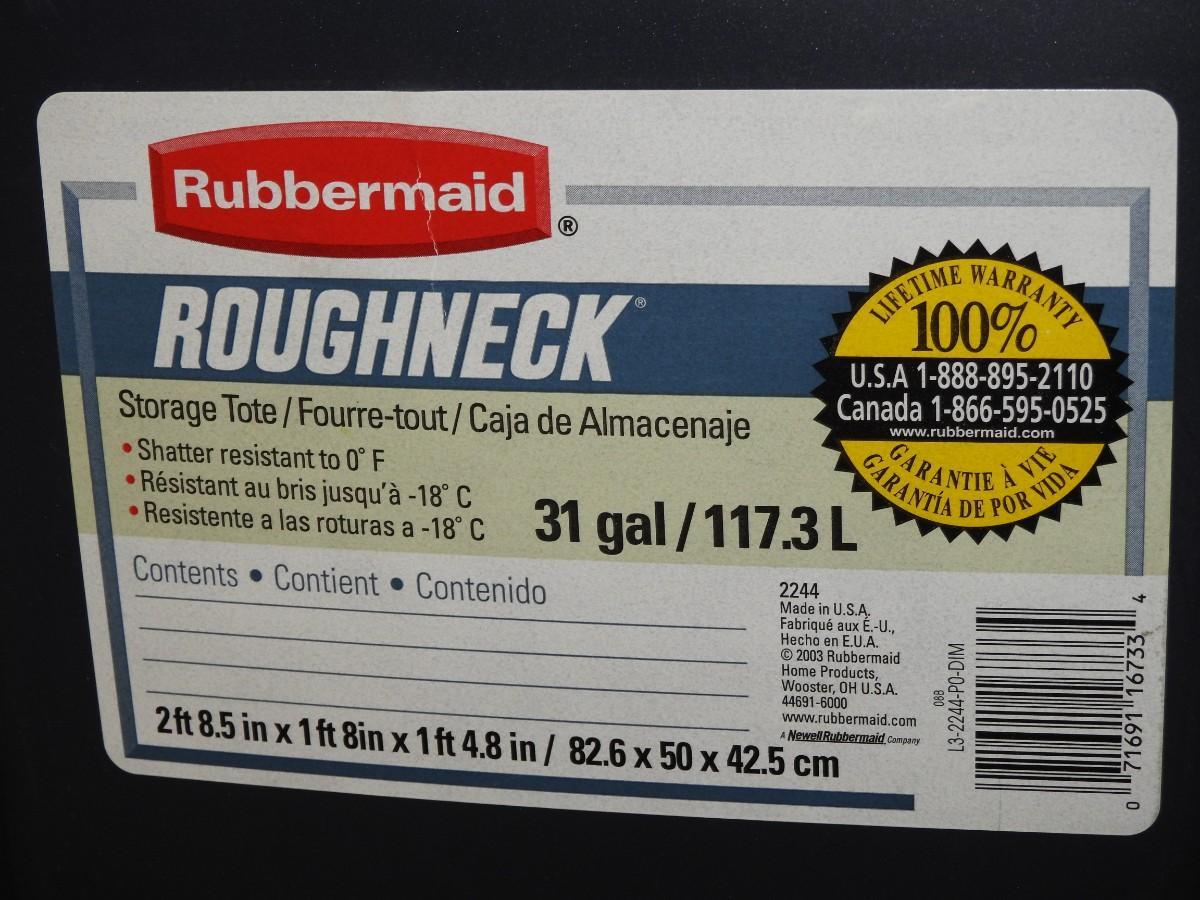 Rubbermaid®
ROUGHNECK®
Storage Tote / Fourre-tout / Caja de Almacenaje
• Shatter resistant to 0° F
• Résistant au bris jusqu'à -18° C
• Resistente a las roturas a -18° C
31 gal / 117.3 L
LIFETIME WARRANTY
100%
U.S.A 1-888-895-2110
Canada 1-866-595-0525
www.rubbermaid.com
GARANTIE À VIE
GARANTÍA DE POR VIDA
Contents • Contient • Contenido
2ft 8.5 in x 1ft 8in x 1ft 4.8 in / 82.6 x 50 x 42.5 cm
2244
Made in U.S.A.
Fabriqué aux É.-U.,
Hecho en E.U.A.
© 2003 Rubbermaid
Home Products,
Wooster, OH U.S.A.
44691-6000
www.rubbermaid.com
A NewellRubbermaid Company
088
L3-2244-P0-DIM
0 71691 16733 4